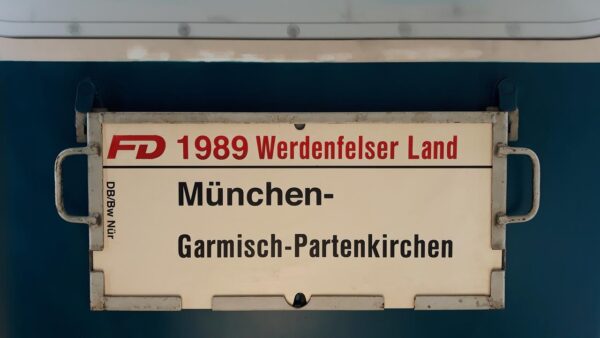 FD 1989 Werdenfelser Land
DB/Bw Nür
München-
Garmisch-Partenkirchen